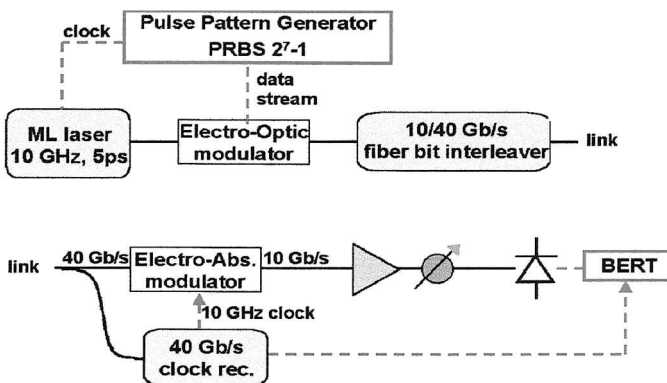 clock
Pulse Pattern Generator
PRBS 2⁷-1
data
stream
ML laser
10 GHz, 5ps
Electro-Optic
modulator
10/40 Gb/s
fiber bit interleaver
link
link
40 Gb/s
Electro-Abs.
modulator
10 Gb/s
BERT
10 GHz clock
40 Gb/s
clock rec.